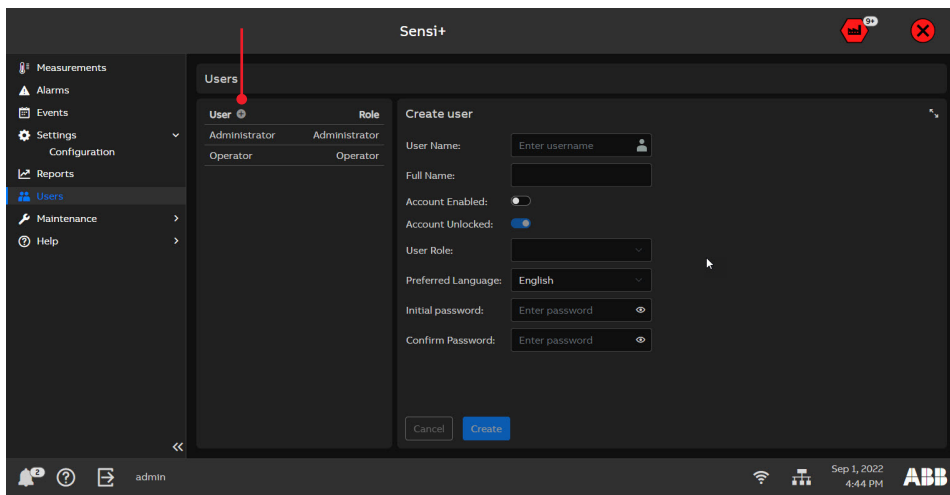 Sensi+
9+
Measurements
Alarms
Events
Settings
Configuration
Reports
Users
Maintenance
Help
Users
User Role
Administrator Administrator
Operator Operator
Create user
User Name: Enter username
Full Name:
Account Enabled:
Account Unlocked:
User Role:
Preferred Language: English
Initial password: Enter password
Confirm Password: Enter password
Cancel Create
2
admin
Sep 1, 2022
4:44 PM
ABB